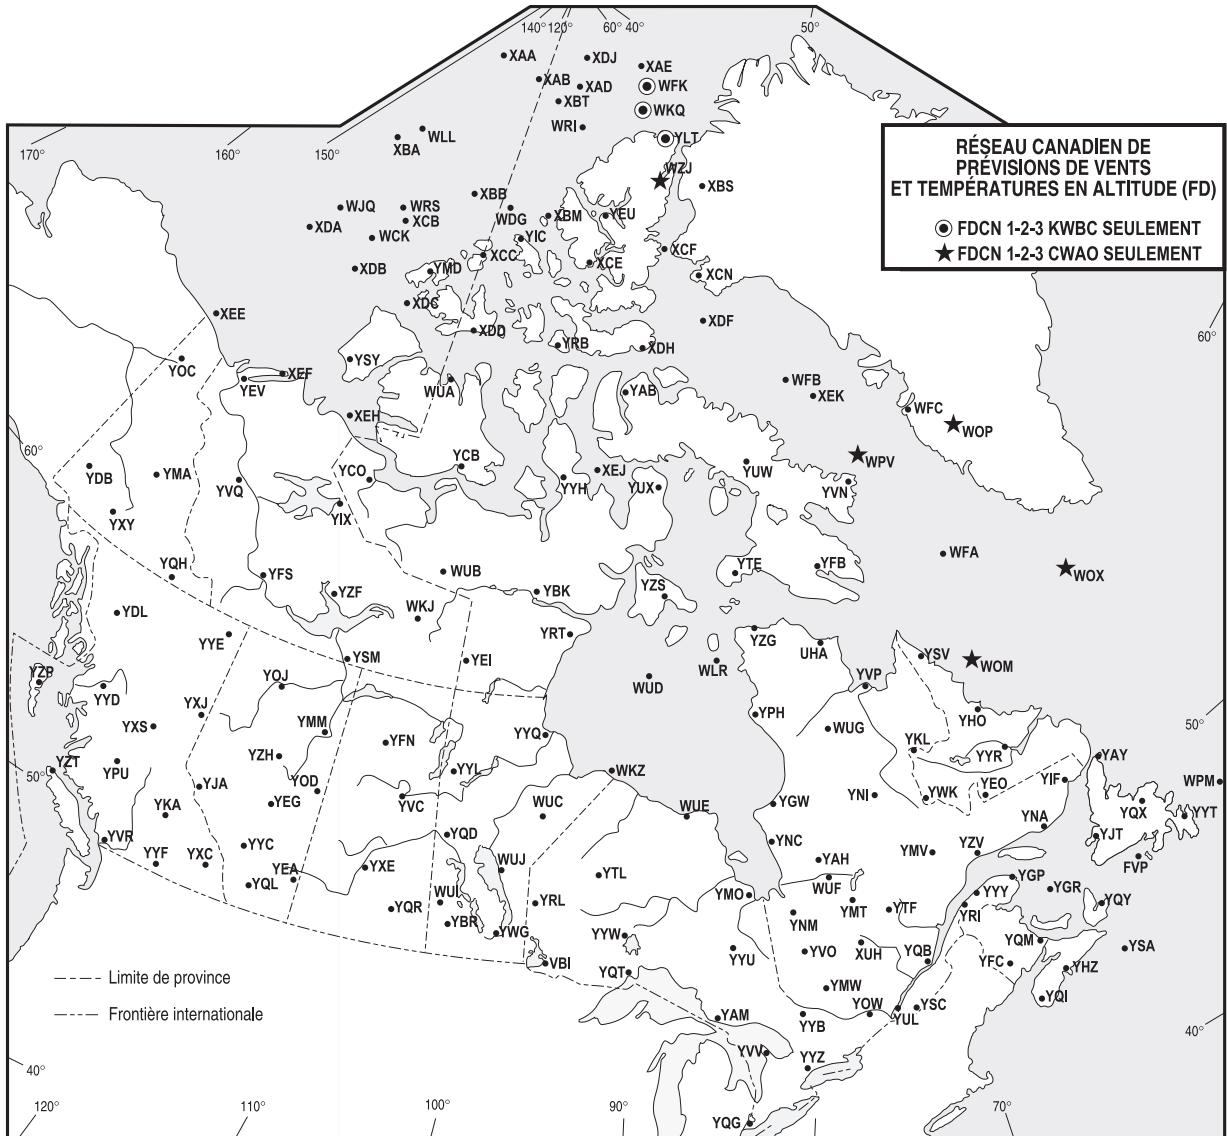 140° 120° 60° 40° 50°
XAA
XDJ
XAE
XAB
XAD
WFK
XBT
WKQ
WRI
YLT
WLL
XBA
170° 160° 150°
RÉSEAU CANADIEN DE
PRÉVISIONS DE VENTS
ET TEMPÉRATURES EN ALTITUDE (FD)
FDCN 1-2-3 KWBC SEULEMENT
FDCN 1-2-3 CWAO SEULEMENT
WZJ
XBS
XBB
WJQ
WRS
WDG
XBM
YEU
XDA
XCB
WCK
YIC
XCC
XCE
XCF
XDB
YMD
XCN
XDC
XEE
XDD
XDF
60°
YRB
XDH
YOC
YSY
YEV
XEF
WUA
YAB
WFB
XEK
XEH
WFC
WOP
60°
YDB
YMA
YVQ
YCO
YCB
XEJ
YYH
YUX
YUW
WPV
YVN
YXY
YIX
WFA
YQH
YFS
YZF
WUB
YBK
YZS
YTE
YFB
WOX
YDL
WKJ
YYE
YRT
YZG
UHA
YSV
YSM
YEI
WLR
WOM
YZP
YYD
YOJ
WUD
YVP
YXJ
YXS
YMM
YPH
YHO
50°
YFN
YYQ
WUG
YKL
YYR
YZH
YZT
50°
YPU
YYL
WKZ
YAY
YIF
WPM
YJA
YOD
YEG
YVC
WUC
WUE
YGW
YNI
YWK
YEO
YQX
YKA
YYT
YVR
YQD
YNC
YNA
YJT
YYF
YXC
YYC
YXE
WUJ
YAH
YMV
YZV
FVP
YQL
YEA
YTL
WUF
YGP
YGR
YQR
WUI
YRL
YMO
YMT
YYY
YQY
YBR
YNM
YTF
YRI
YWG
YYW
YYU
YVO
XUH
YQB
YQM
YSA
VBI
YQT
YFC
YHZ
Limite de province
YMW
YQI
Frontière internationale
YAM
YYB
YOW
YUL
YSC
40°
YVV
YYZ
40°
120° 110° 100° 90° 70°
YQG